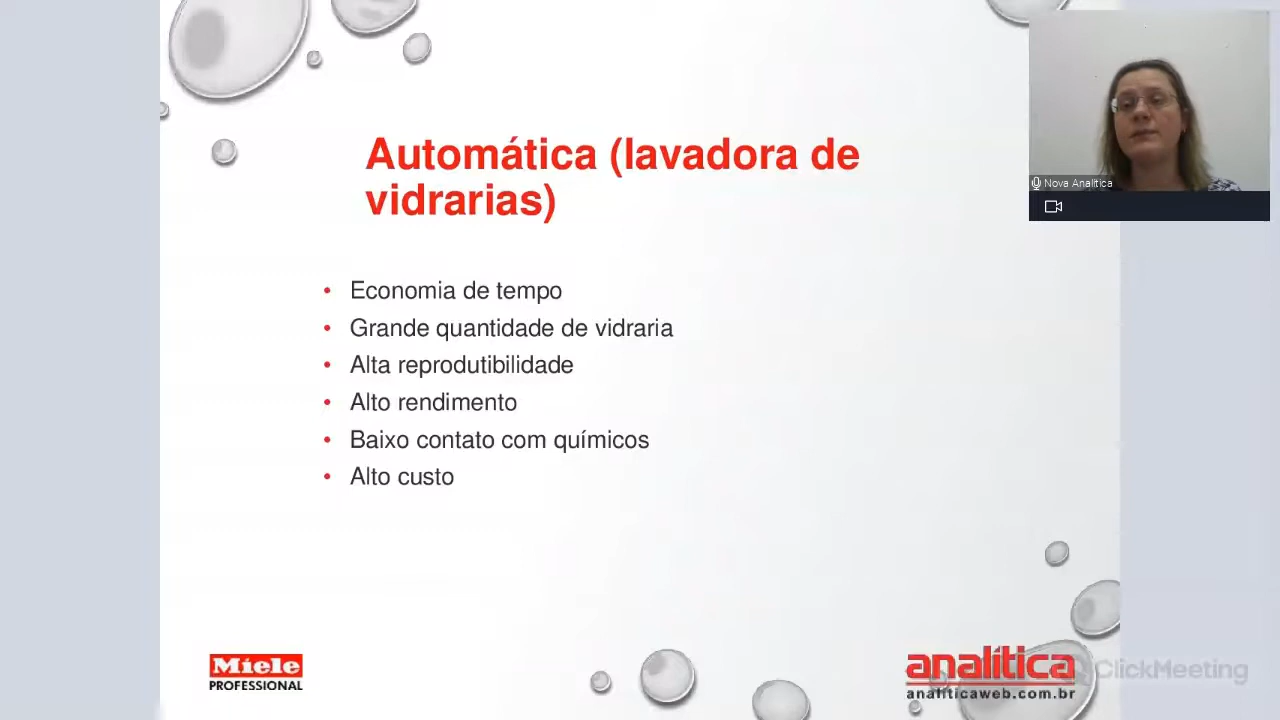 Automática (lavadora de
vidrarias)
• Economia de tempo
• Grande quantidade de vidraria
• Alta reprodutibilidade
• Alto rendimento
• Baixo contato com químicos
• Alto custo
Nova Analitica
Miele
PROFESSIONAL
analítica
analiticaweb.com.br
ClickMeeting